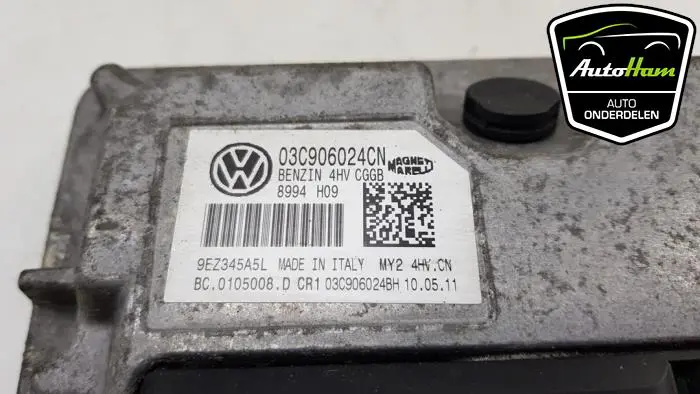 03C906024CN
BENZIN 4HV CGGB
8994 H09
MAGNETI
MARELLI
9EZ345A5L MADE IN ITALY MY2 4HV.CN
BC.0105008.D CR1 03C906024BH 10.05.11
AutoHam
AUTO
ONDERDELEN